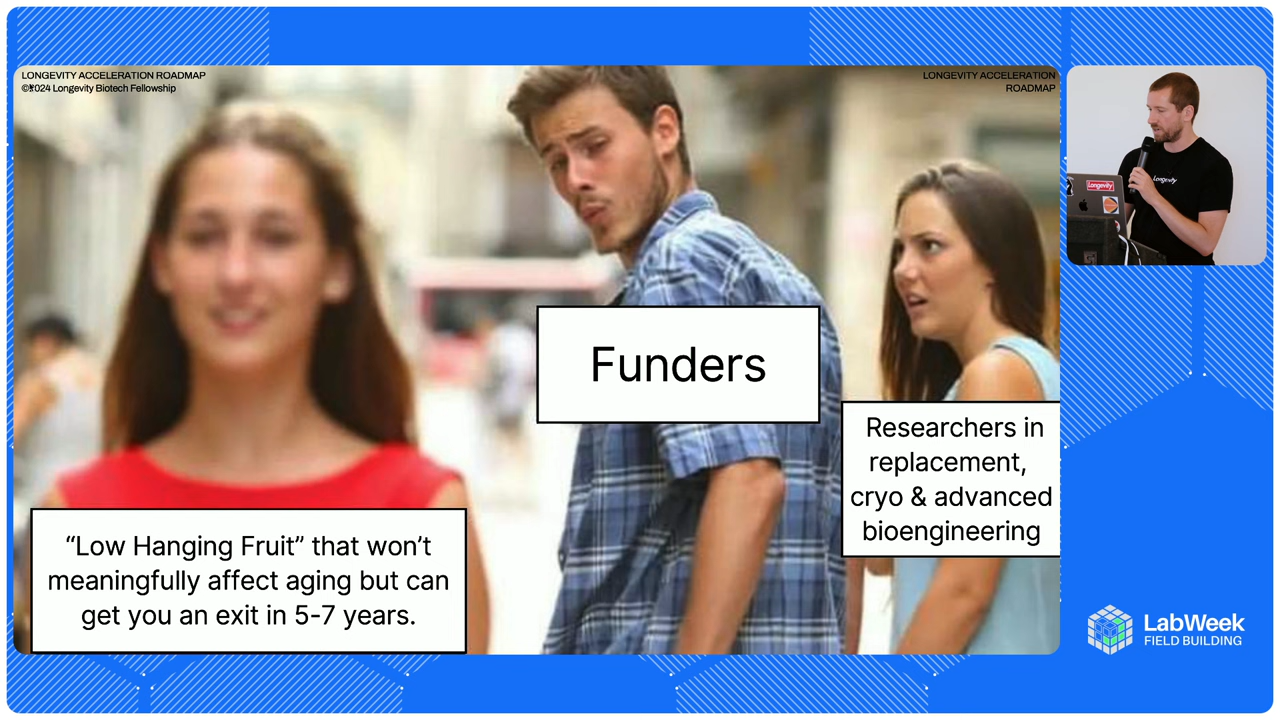 LONGEVITY ACCELERATION ROADMAP
LONGEVITY ACCELERATION
ROADMAP
2024 Longevity Biotech Fellowship
Funders
Researchers in
replacement,
cryo & advanced
bioengineering
“Low Hanging Fruit” that won’t
meaningfully affect aging but can
get you an exit in 5-7 years.
Longevity
Longevity
LabWeek
FIELD BUILDING